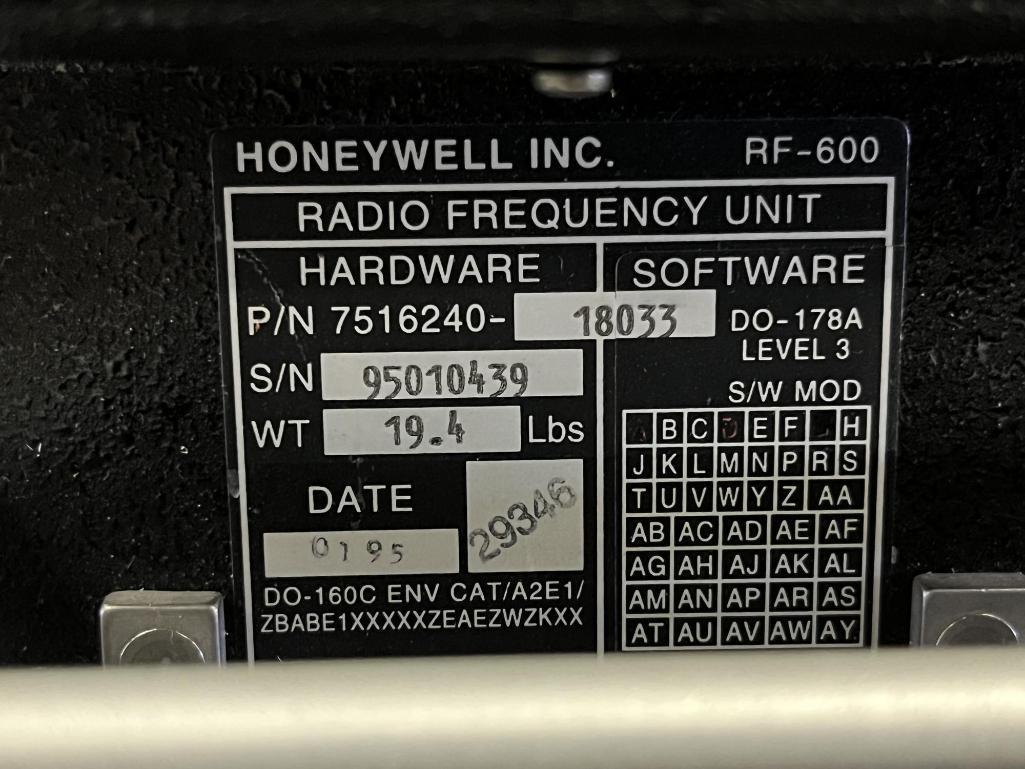 HONEYWELL INC. RF-600
RADIO FREQUENCY UNIT
HARDWARE
P/N 7516240- 18033
S/N 95010439
WT 19.4 Lbs
DATE
29346
0195
DO-160C ENV CAT/A2E1/
ZBABE1XXXXXZEAEZWZKXX
SOFTWARE
DO-178A
LEVEL 3
S/W MOD
B C E F H
J K L M N P R S
T U V W Y Z AA
AB AC AD AE AF
AG AH AJ AK AL
AM AN AP AR AS
AT AU AV AW AY